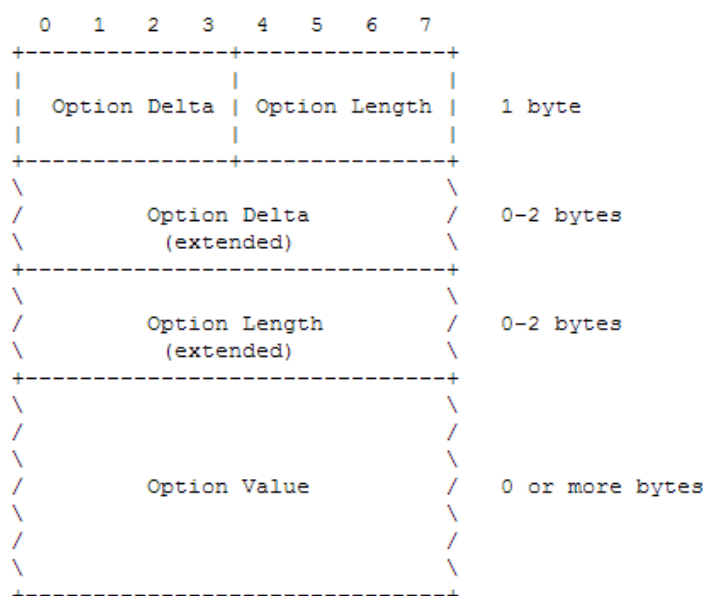 0 1 2 3 4 5 6 7
+---------------+---------------+
| | |
| Option Delta | Option Length | 1 byte
| | |
+---------------+---------------+
\ \
/ Option Delta / 0-2 bytes
\ (extended) \
+-------------------------------+
\ \
/ Option Length / 0-2 bytes
\ (extended) \
+-------------------------------+
\ \
/ /
\ \
/ Option Value / 0 or more bytes
\ \
/ /
\ \
+-------------------------------+